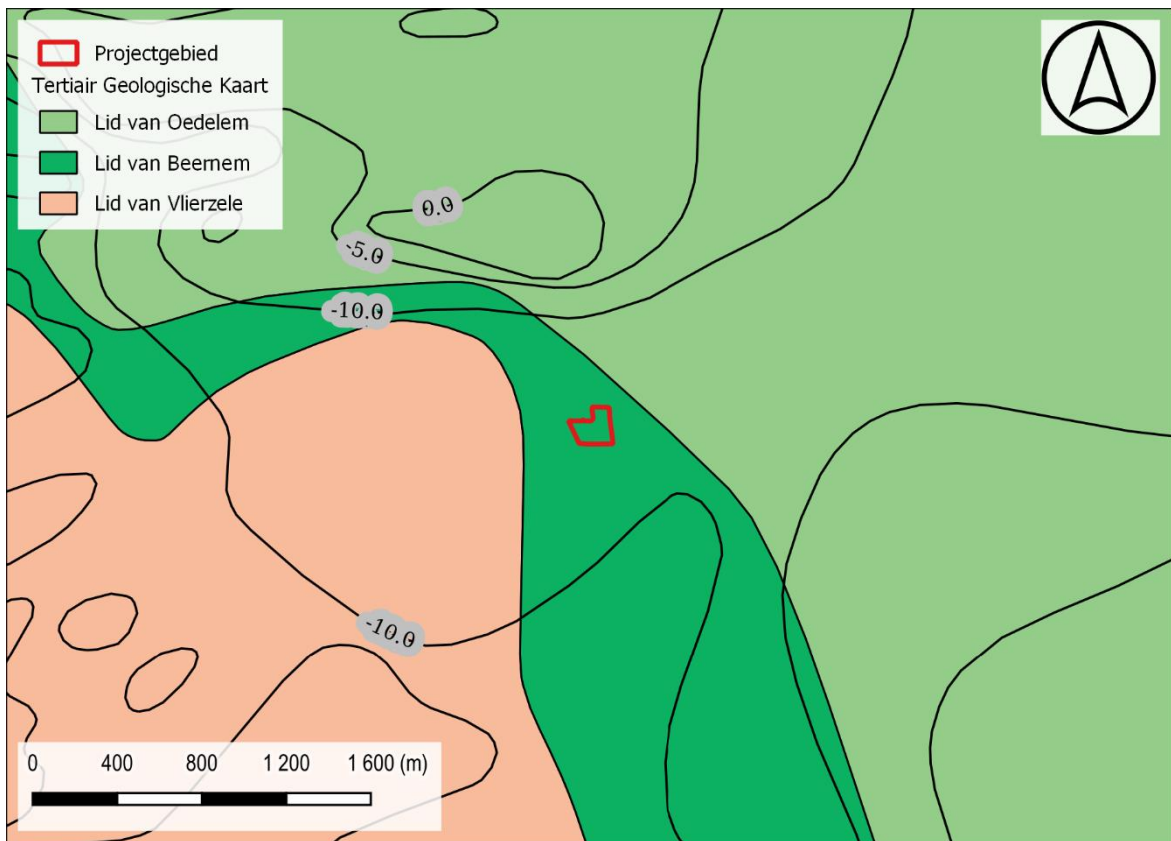 Projectgebied
Tertiair Geologische Kaart
Lid van Oedelem
Lid van Beernem
Lid van Vlierzele
0.0
-5.0
-10.0
-10.0
0 400 800 1 200 1 600 (m)